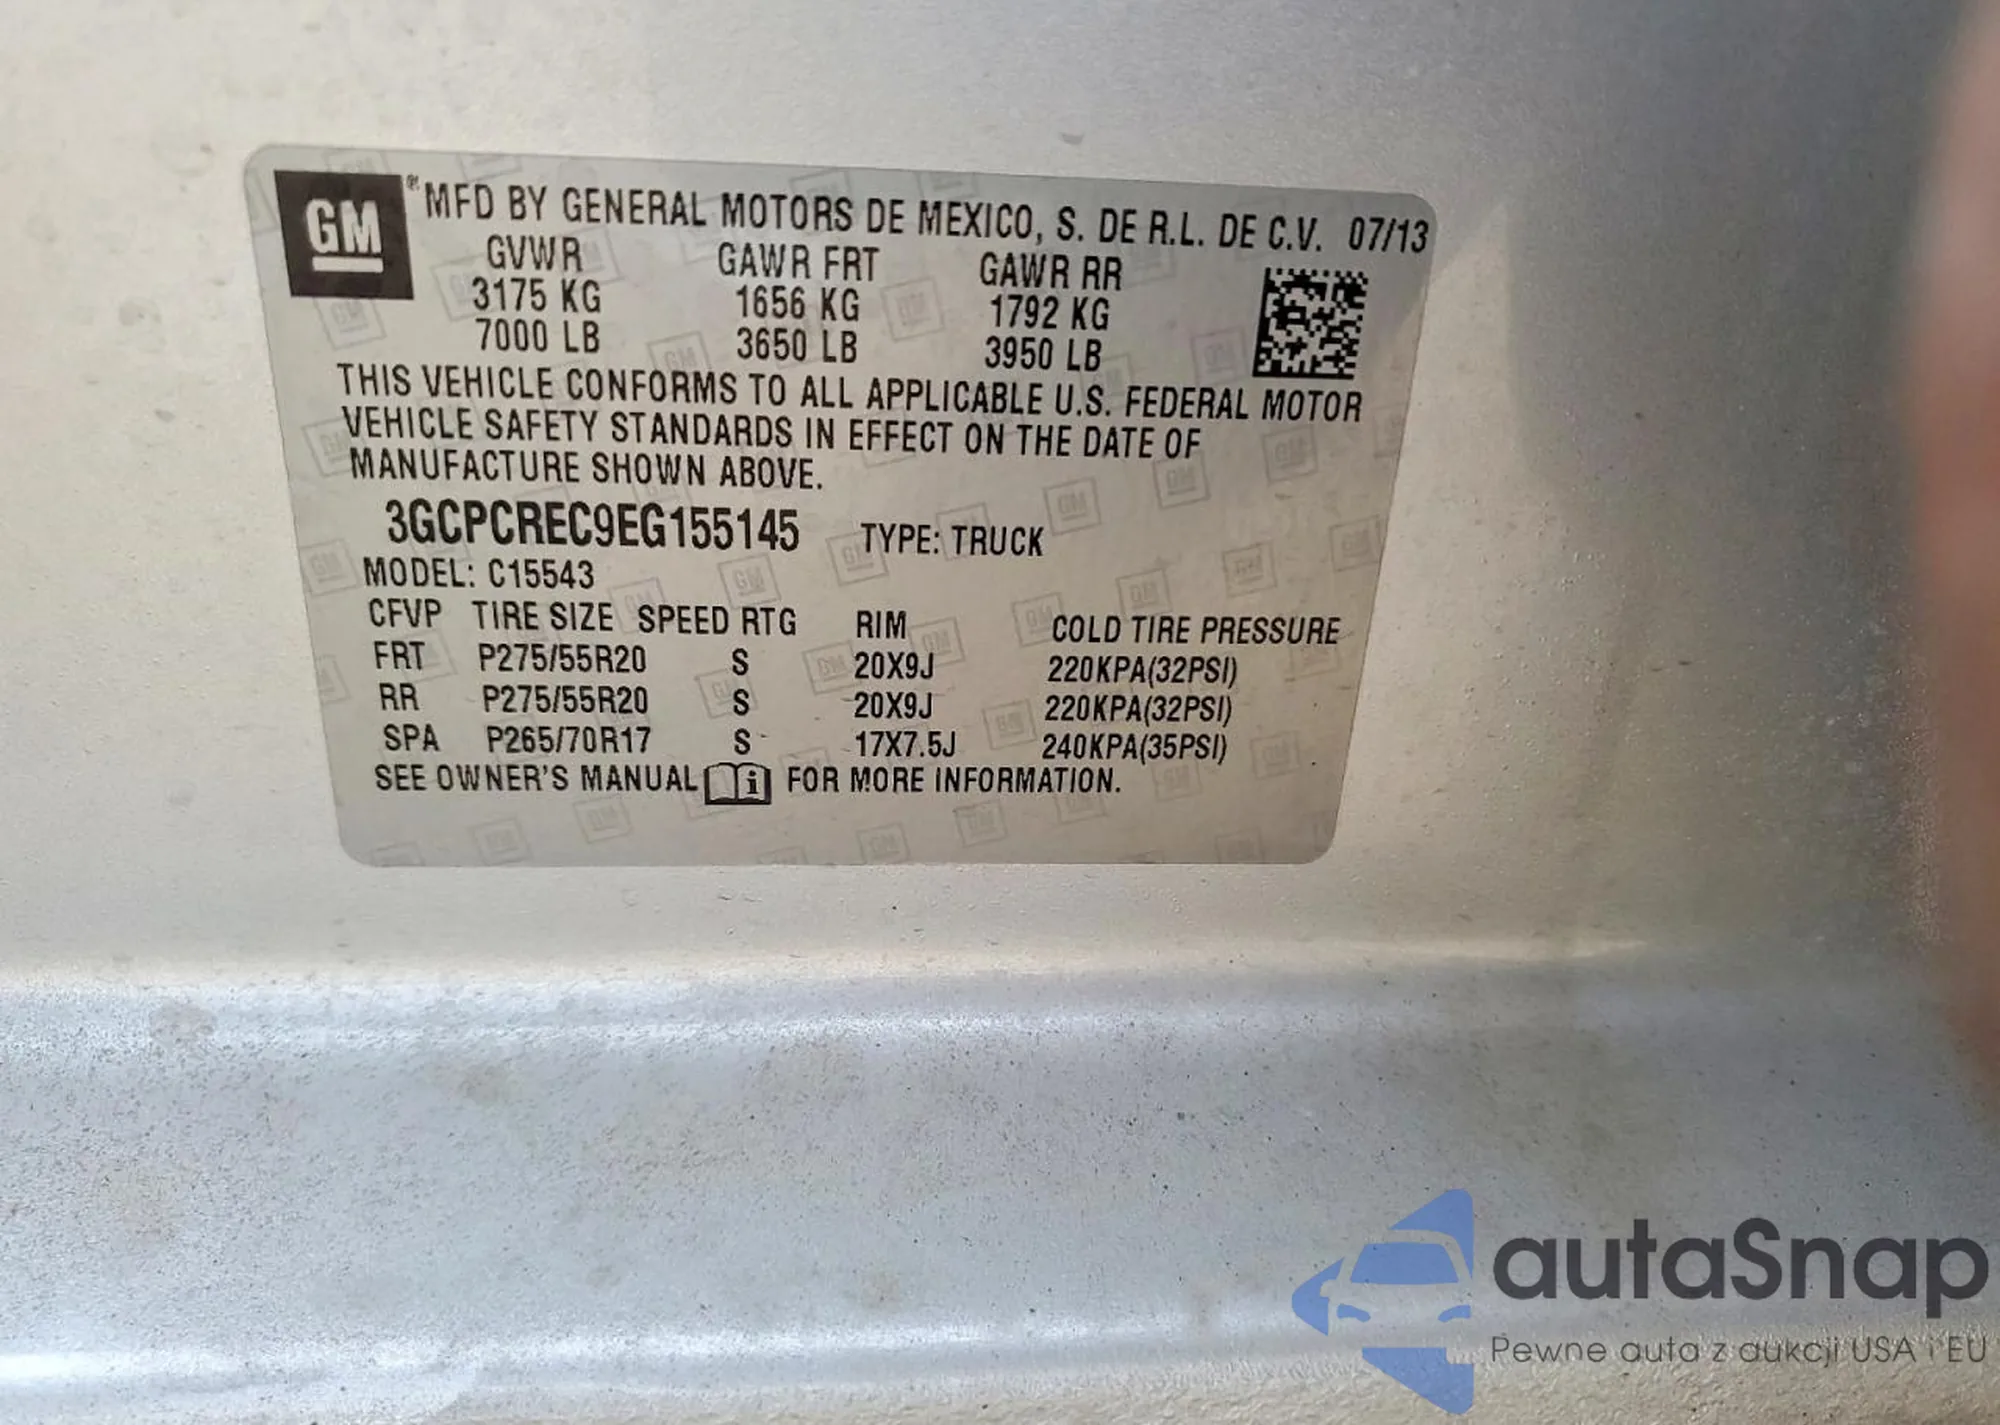 GM ® MFD BY GENERAL MOTORS DE MEXICO, S. DE R.L. DE C.V. 07/13
GVWR GAWR FRT GAWR RR
3175 KG 1656 KG 1792 KG
7000 LB 3650 LB 3950 LB
THIS VEHICLE CONFORMS TO ALL APPLICABLE U.S. FEDERAL MOTOR
VEHICLE SAFETY STANDARDS IN EFFECT ON THE DATE OF
MANUFACTURE SHOWN ABOVE.
3GCPCREC9EG155145 TYPE: TRUCK
MODEL: C15543
CFVP TIRE SIZE SPEED RTG RIM COLD TIRE PRESSURE
FRT P275/55R20 S 20X9J 220KPA(32PSI)
RR P275/55R20 S 20X9J 220KPA(32PSI)
SPA P265/70R17 S 17X7.5J 240KPA(35PSI)
SEE OWNER'S MANUAL i FOR MORE INFORMATION.
autaSnap
Pewne auta z aukcji USA i EU